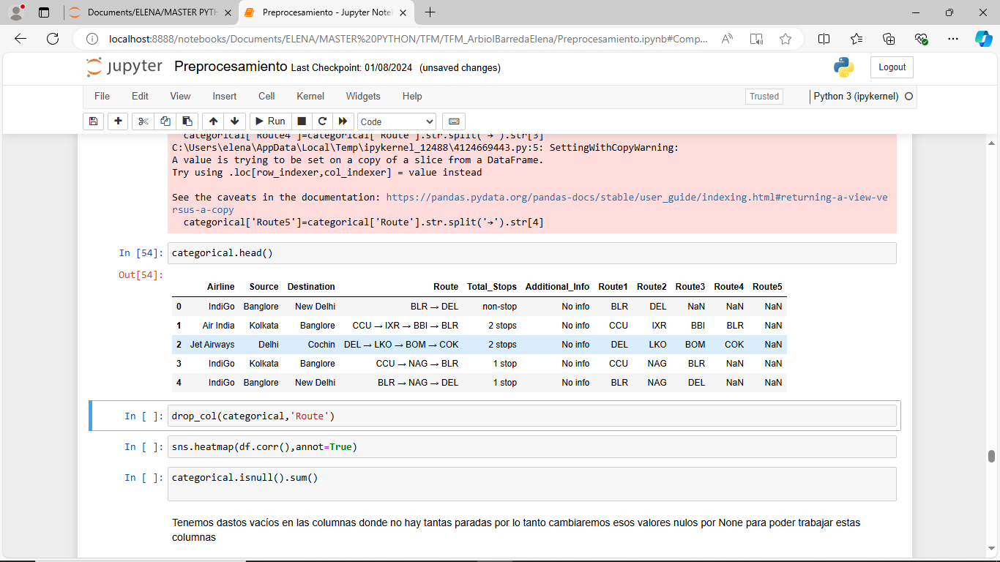 Documents/ELENA/MASTER PYTH
Preprocesamiento - Jupyter Note
localhost:8888/notebooks/Documents/ELENA/MASTER%20PYTHON/TFM/TFM_ArbiolBarredaElena/Preprocesamiento.ipynb#Comp...
jupyter Preprocesamiento Last Checkpoint: 01/08/2024 (unsaved changes) Logout
File Edit View Insert Cell Kernel Widgets Help Trusted Python 3 (ipykernel)
Run Code
categorical['Route4']=categorical['Route'].str.split('→').str[3]
C:\Users\elena\AppData\Local\Temp\ipykernel_12488\4124669443.py:5: SettingWithCopyWarning:
A value is trying to be set on a copy of a slice from a DataFrame.
Try using .loc[row_indexer,col_indexer] = value instead
See the caveats in the documentation: https://pandas.pydata.org/pandas-docs/stable/user_guide/indexing.html#returning-a-view-ve
rsus-a-copy
categorical['Route5']=categorical['Route'].str.split('→').str[4]
In [54]: categorical.head()
Out[54]:
Airline Source Destination Route Total_Stops Additional_Info Route1 Route2 Route3 Route4 Route5
0 IndiGo Banglore New Delhi BLR → DEL non-stop No info BLR DEL NaN NaN NaN
1 Air India Kolkata Banglore CCU → IXR → BBI → BLR 2 stops No info CCU IXR BBI BLR NaN
2 Jet Airways Delhi Cochin DEL → LKO → BOM → COK 2 stops No info DEL LKO BOM COK NaN
3 IndiGo Kolkata Banglore CCU → NAG → BLR 1 stop No info CCU NAG BLR NaN NaN
4 IndiGo Banglore New Delhi BLR → NAG → DEL 1 stop No info BLR NAG DEL NaN NaN
In [ ]: drop_col(categorical,'Route')
In [ ]: sns.heatmap(df.corr(),annot=True)
In [ ]: categorical.isnull().sum()
Tenemos dastos vacíos en las columnas donde no hay tantas paradas por lo tanto cambiaremos esos valores nulos por None para poder trabajar estas
columnas